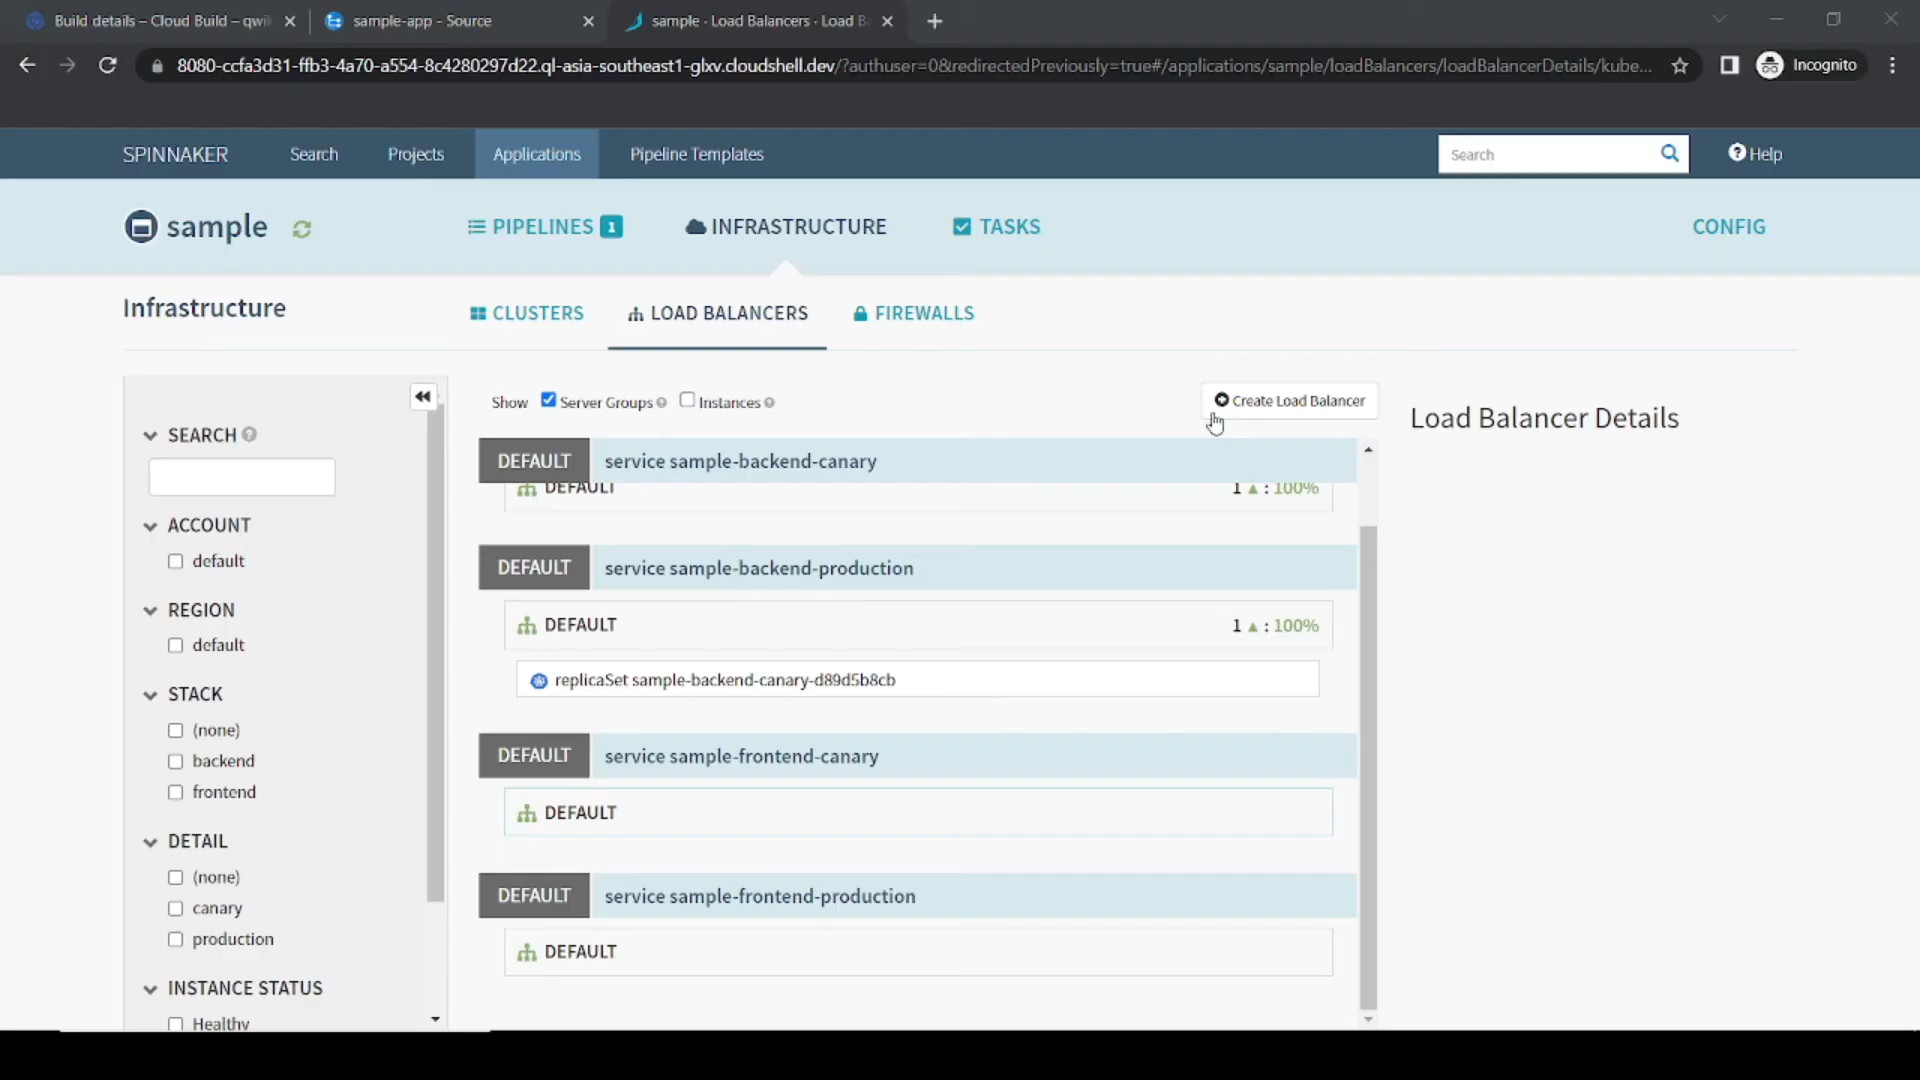 Build details – Cloud Build – qwi
sample-app - Source
sample · Load Balancers · Load B
8080-ccfa3d31-ffb3-4a70-a554-8c4280297d22.ql-asia-southeast1-glxv.cloudshell.dev/?authuser=0&redirectedPreviously=true#/applications/sample/loadBalancers/loadBalancerDetails/kube...
Incognito
SPINNAKER
Search
Projects
Applications
Pipeline Templates
Search
Help
sample
PIPELINES 1
INFRASTRUCTURE
TASKS
CONFIG
Infrastructure
CLUSTERS
LOAD BALANCERS
FIREWALLS
Show
Server Groups
Instances
Create Load Balancer
Load Balancer Details
SEARCH
ACCOUNT
default
REGION
default
STACK
(none)
backend
frontend
DETAIL
(none)
canary
production
INSTANCE STATUS
Healthy
DEFAULT service sample-backend-canary
DEFAULT 1 ▲ : 100%
DEFAULT service sample-backend-production
DEFAULT 1 ▲ : 100%
replicaSet sample-backend-canary-d89d5b8cb
DEFAULT service sample-frontend-canary
DEFAULT
DEFAULT service sample-frontend-production
DEFAULT